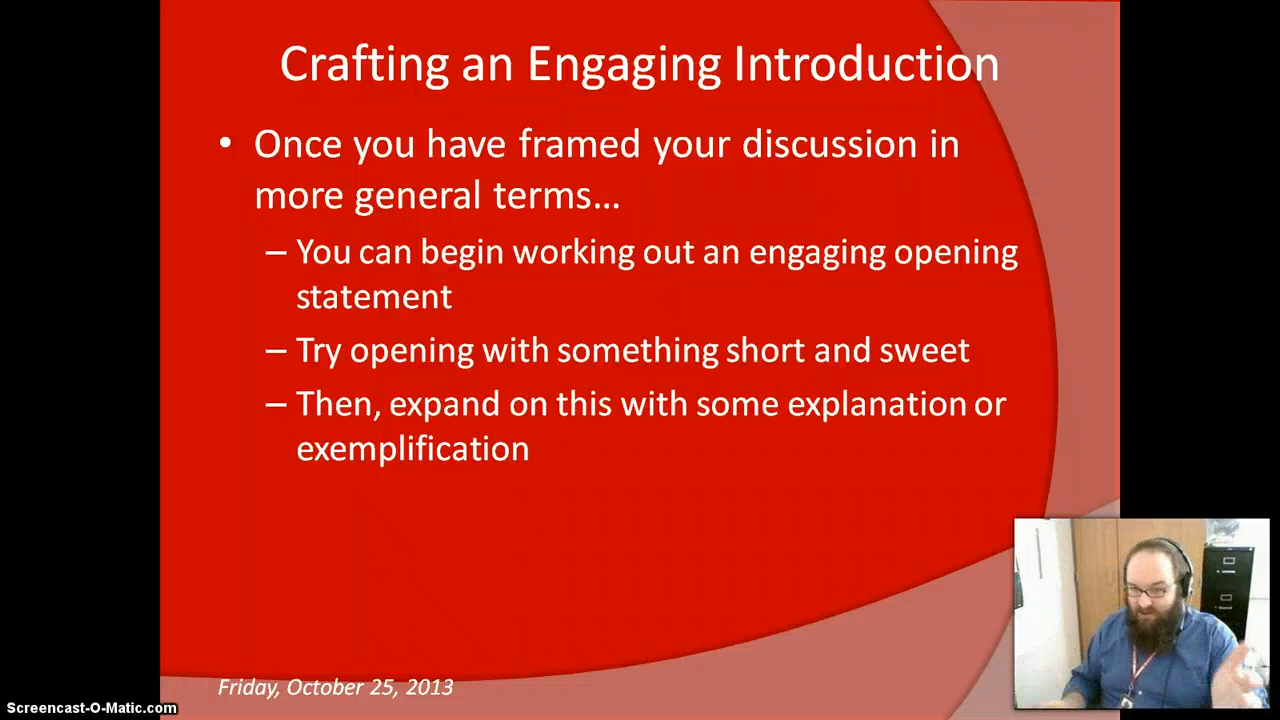 Crafting an Engaging Introduction
• Once you have framed your discussion in
more general terms...
– You can begin working out an engaging opening
statement
– Try opening with something short and sweet
– Then, expand on this with some explanation or
exemplification
Friday, October 25, 2013
Screencast-O-Matic.com